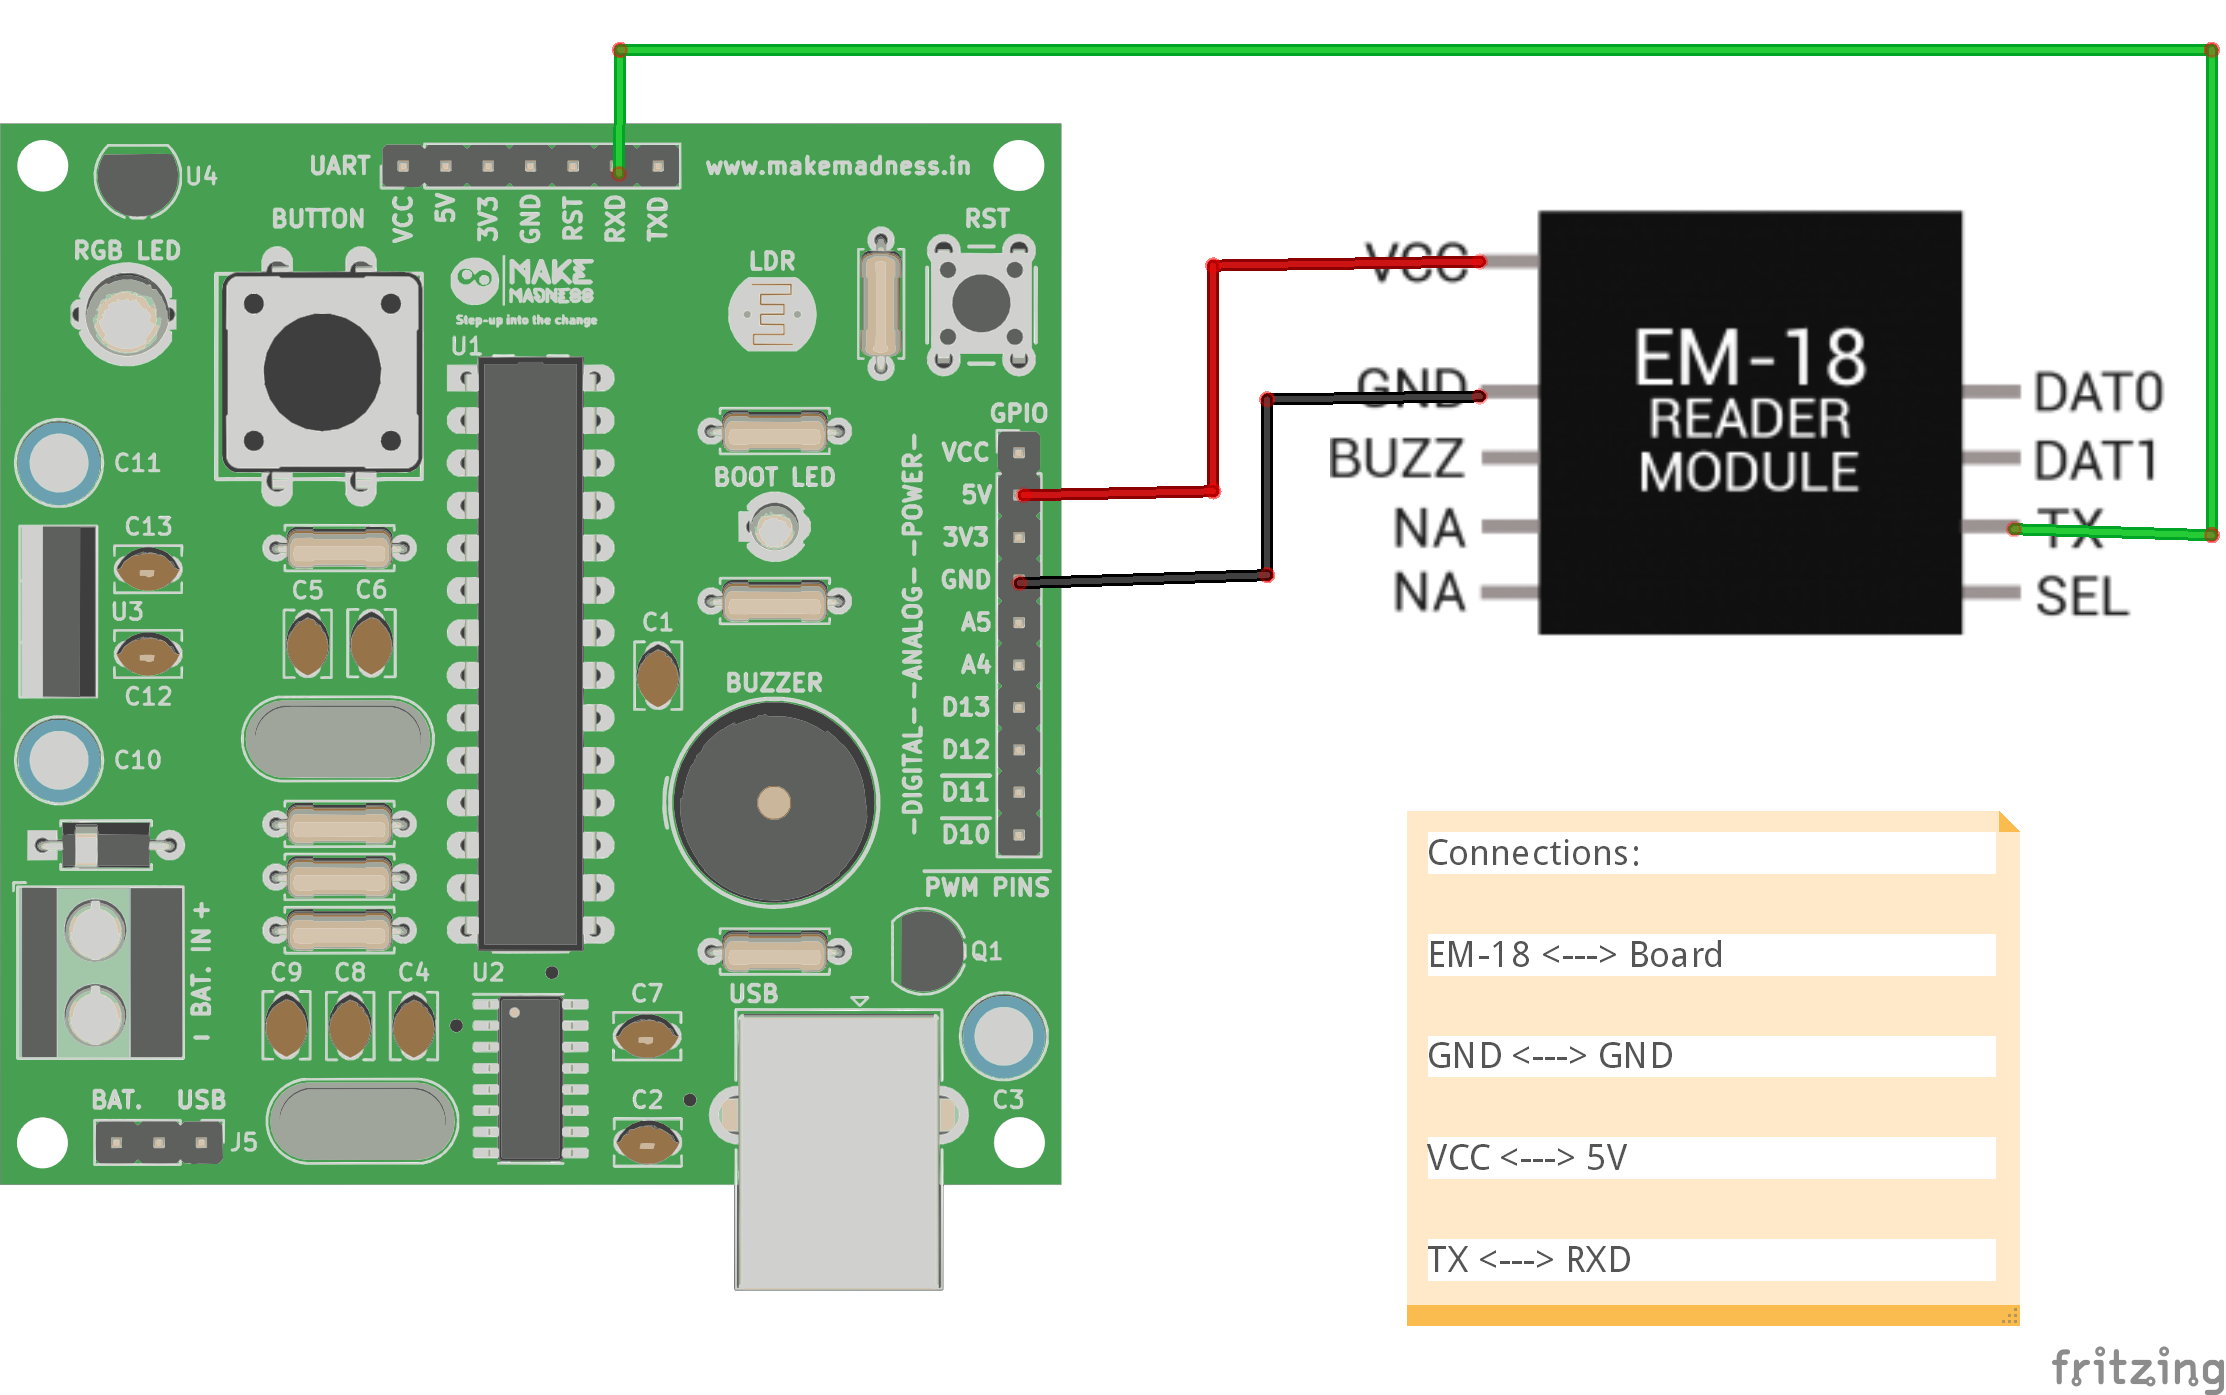 UART
www.makemadness.in
U4
BUTTON
VCC
5V
3V3
GND
RST
RXD
TXD
RST
RGB LED
MAKE
MADNESS
Step-up into the change
LDR
U1
GPIO
VCC
5V
3V3
GND
A5
A4
D13
D12
D11
D10
-DIGITAL- -ANALOG- -POWER-
PWM PINS
BOOT LED
C11
C13
U3
C12
C5
C6
C1
BUZZER
C10
- BAT. IN +
C9
C8
C4
U2
C7
USB
Q1
C2
C3
BAT.
USB
J5
VCC
GND
BUZZ
NA
NA
EM-18
READER
MODULE
DAT0
DAT1
TX
SEL
Connections:
EM-18 <---> Board
GND <---> GND
VCC <---> 5V
TX <---> RXD
fritzing